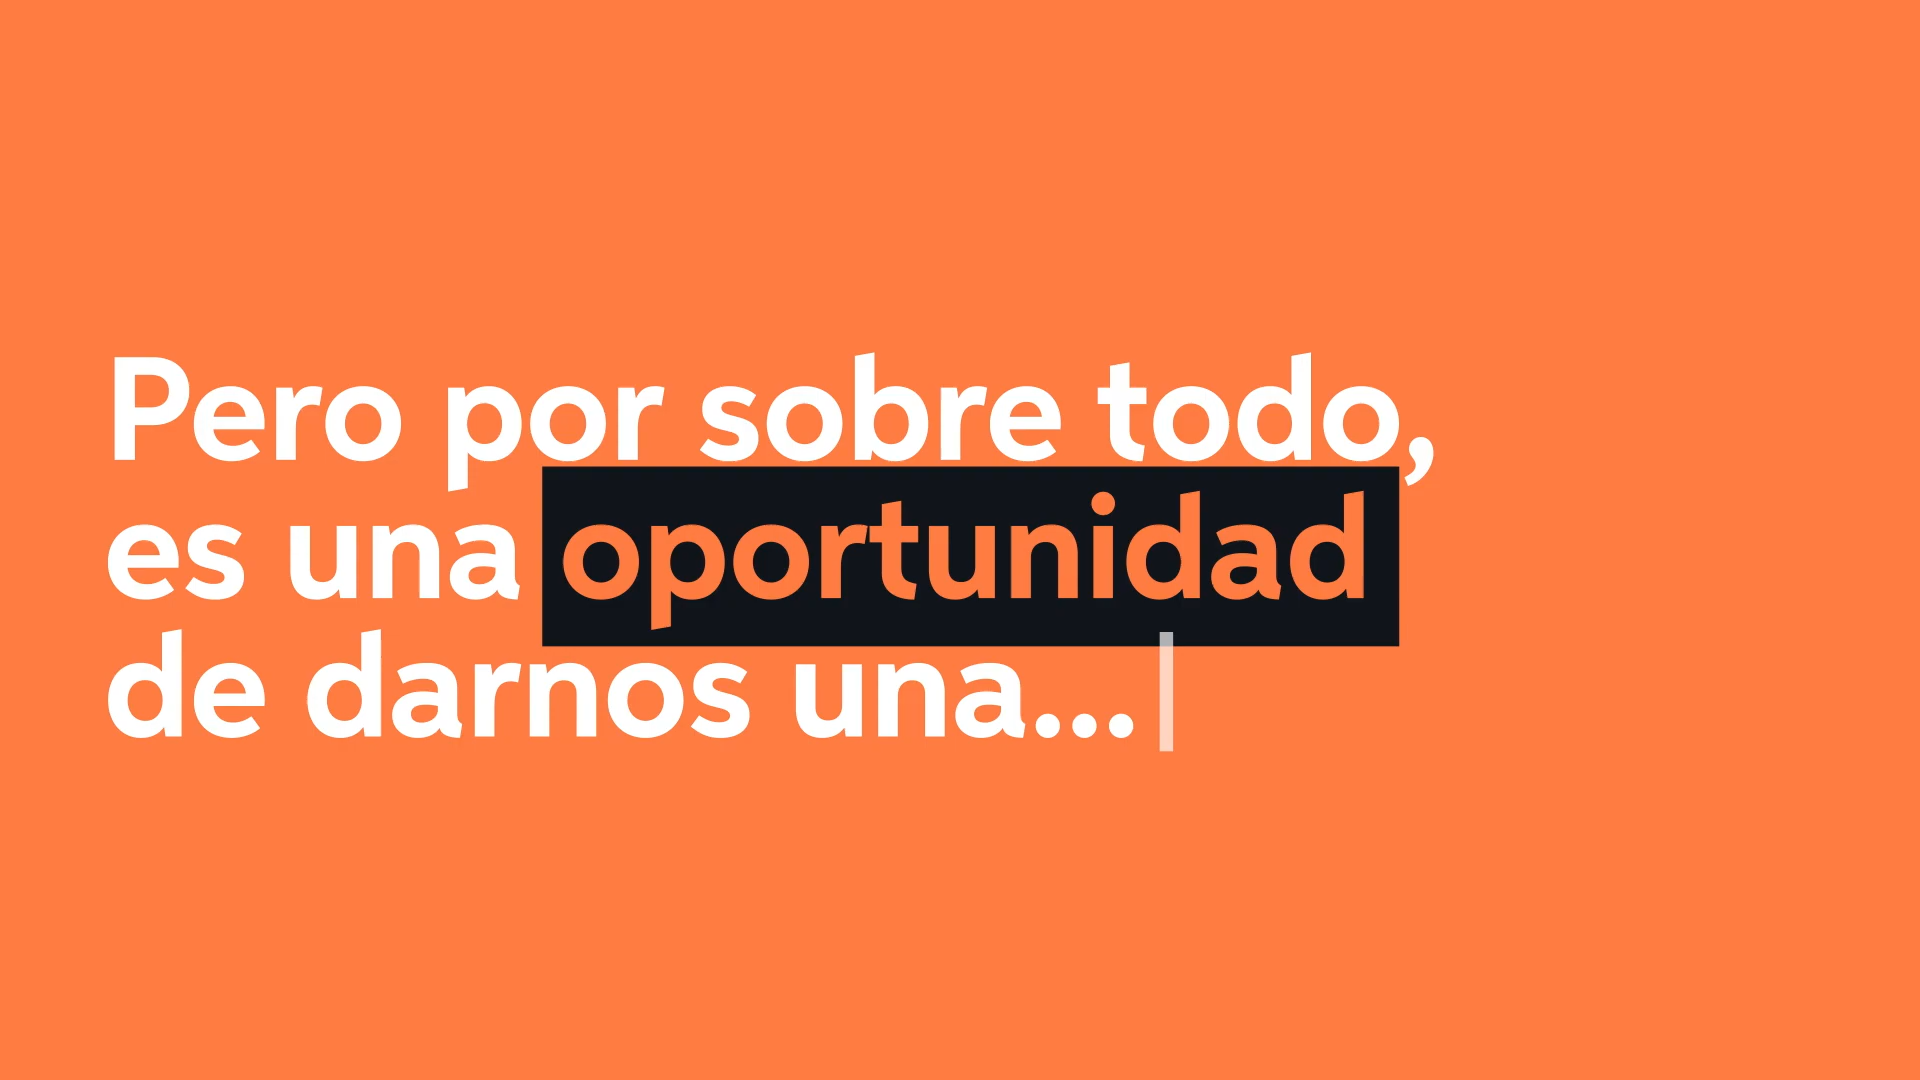 Pero por sobre todo,
es una oportunidad
de darnos una...